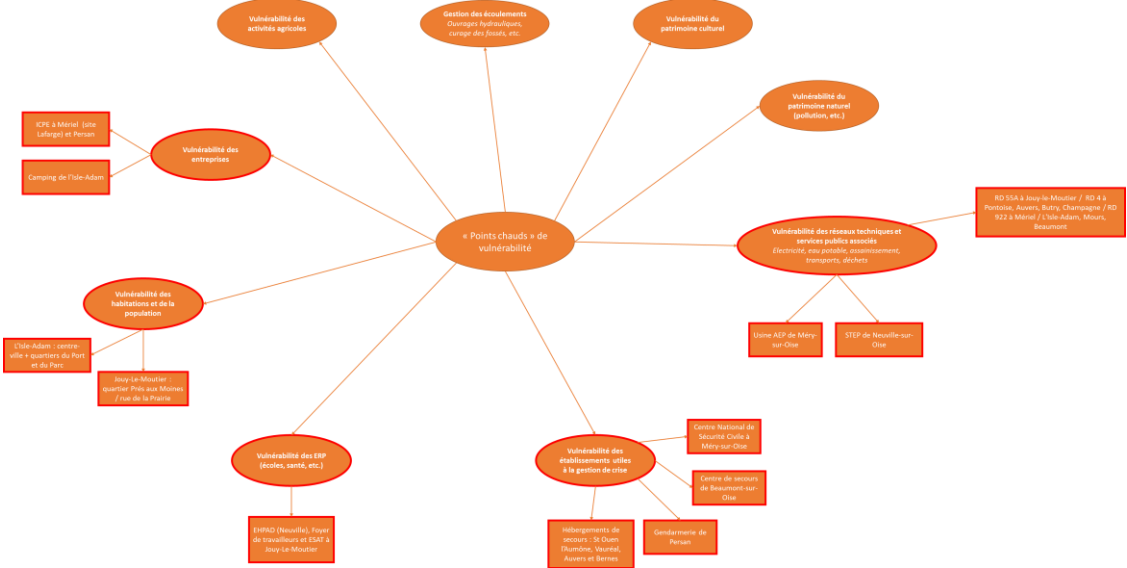 Vulnérabilité des
activités agricoles
Gestion des écoulements
Ouvrages hydrauliques,
curage des fossés, etc.
Vulnérabilité du
patrimoine culturel
Vulnérabilité du
patrimoine naturel
(pollution, etc.)
ICPE à Mériel (site
Lafarge) et Persan
Vulnérabilité des
entreprises
Camping de l'Isle-Adam
RD 55A à Jouy-le-Moutier / RD 4 à
Pontoise, Auvers, Butry, Champagne / RD
922 à Mériel / L'Isle-Adam, Mours,
Beaumont
« Points chauds » de
vulnérabilité
Vulnérabilité des réseaux techniques et
services publics associés
Electricité, eau potable, assainissement,
transports, déchets
Vulnérabilité des
habitations et de la
population
Usine AEP de Méry-
sur-Oise
STEP de Neuville-sur-
Oise
L'Isle-Adam : centre-
ville + quartiers du Port
et du Parc
Jouy-Le-Moutier :
quartier Prés aux Moines
/ rue de la Prairie
Vulnérabilité des ERP
(écoles, santé, etc.)
Vulnérabilité des
établissements utiles
à la gestion de crise
Centre National de
Sécurité Civile à
Méry-sur-Oise
Centre de secours
de Beaumont-sur-
Oise
EHPAD (Neuville), Foyer
de travailleurs et ESAT à
Jouy-Le-Moutier
Hébergements de
secours : St Ouen
l'Aumône, Vauréal,
Auvers et Bernes
Gendarmerie de
Persan